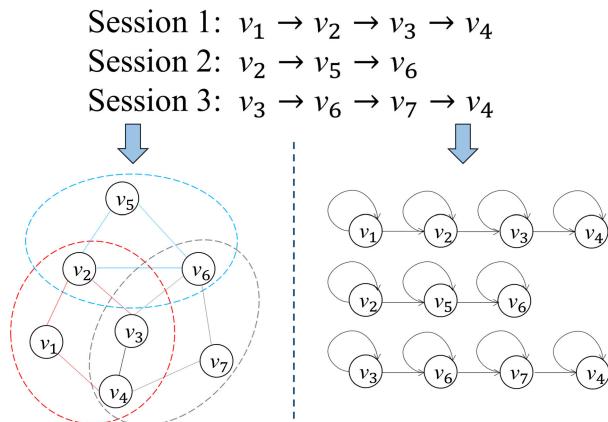 Session 1: v₁ → v₂ → v₃ → v₄
Session 2: v₂ → v₅ → v₆
Session 3: v₃ → v₆ → v₇ → v₄
v₅
v₂ v₆
v₁ v₃
v₄ v₇
v₁ v₂ v₃ v₄
v₂ v₅ v₆
v₃ v₆ v₇ v₄